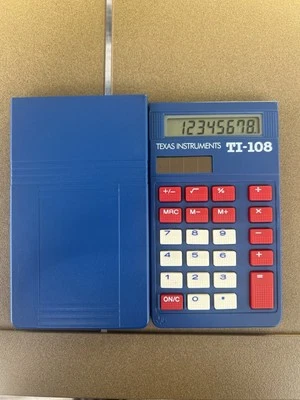 12345678
TEXAS INSTRUMENTS TI-108
+/− √ % ÷
MRC M− M+ ×
7 8 9 −
4 5 6 +
1 2 3 =
ON/C 0 •